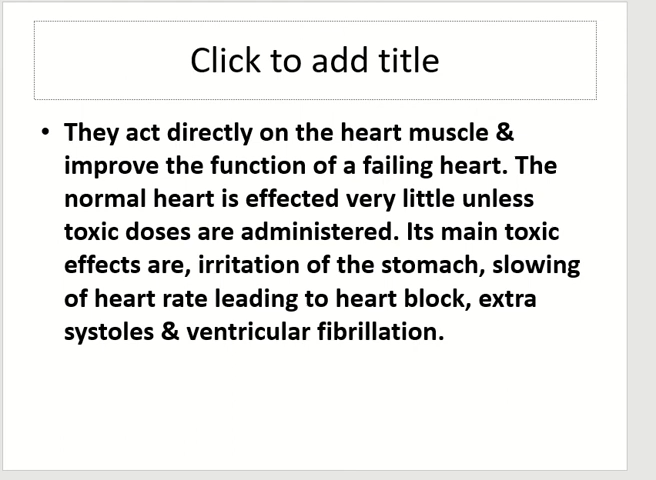 Click to add title
• They act directly on the heart muscle &
improve the function of a failing heart. The
normal heart is effected very little unless
toxic doses are administered. Its main toxic
effects are, irritation of the stomach, slowing
of heart rate leading to heart block, extra
systoles & ventricular fibrillation.